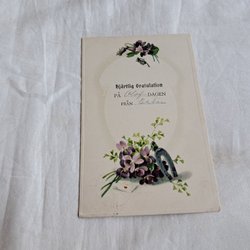 Hjärtlig Gratulation
PÅ DAGEN
FRÅN